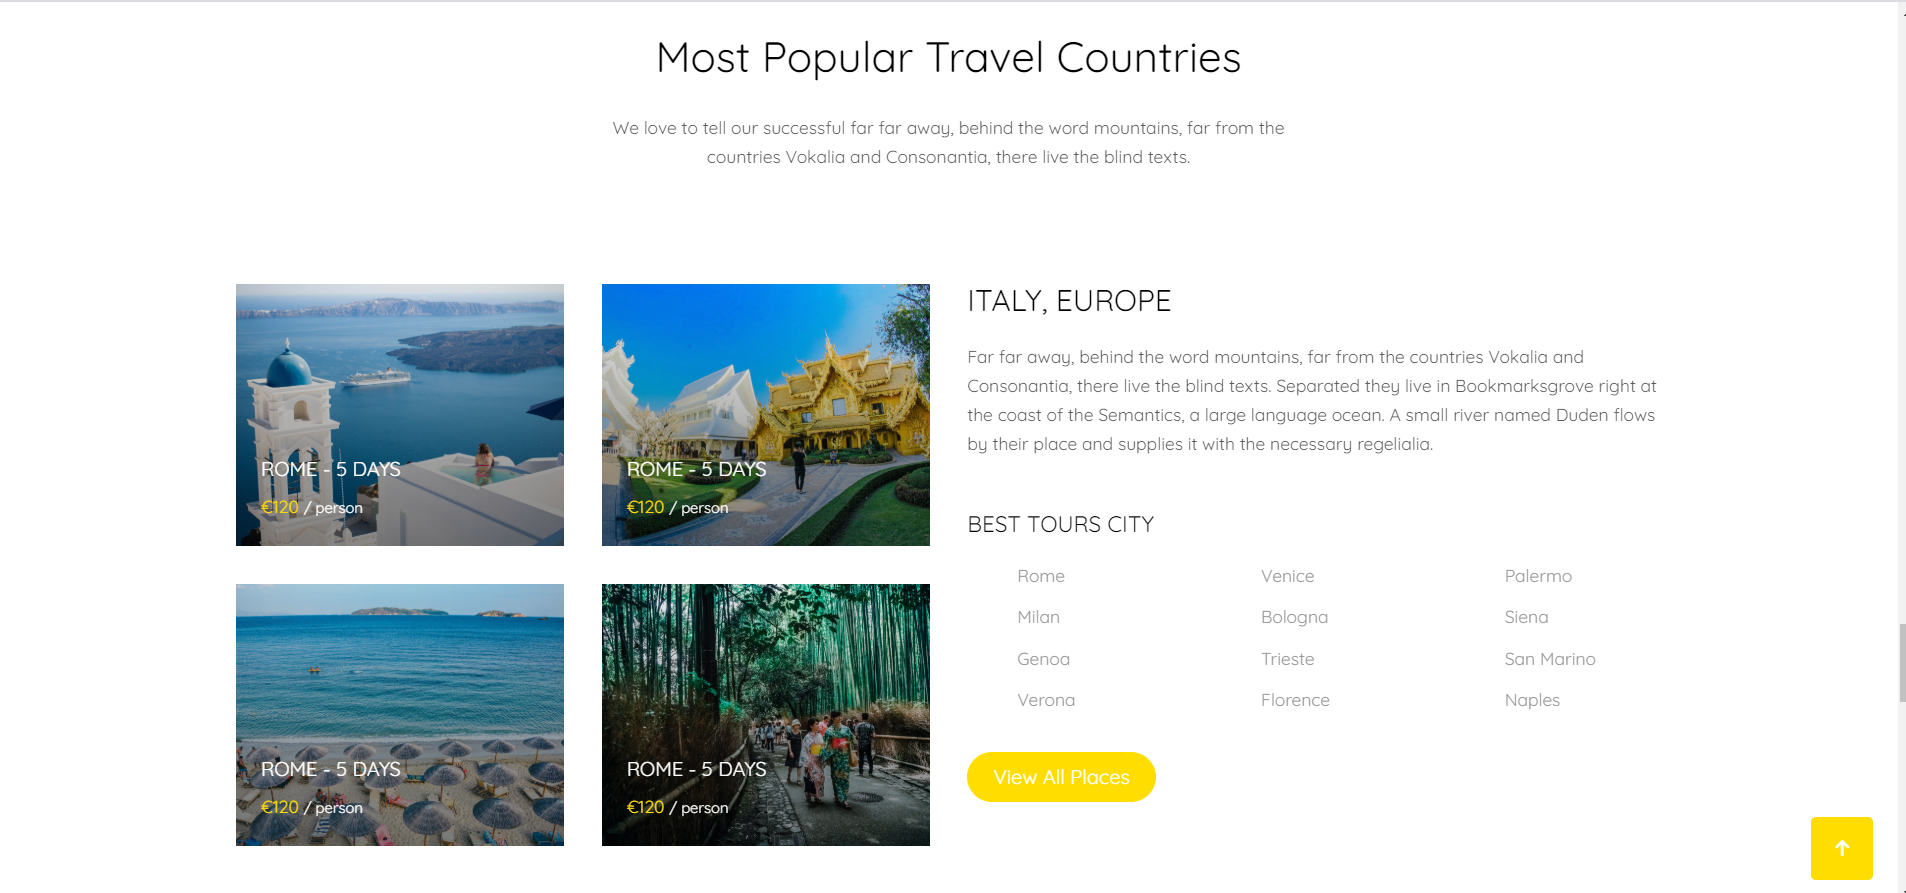 Most Popular Travel Countries
We love to tell our successful far far away, behind the word mountains, far from the
countries Vokalia and Consonantia, there live the blind texts.
ROME - 5 DAYS
€120 / person
ROME - 5 DAYS
€120 / person
ROME - 5 DAYS
€120 / person
ROME - 5 DAYS
€120 / person
ITALY, EUROPE
Far far away, behind the word mountains, far from the countries Vokalia and
Consonantia, there live the blind texts. Separated they live in Bookmarksgrove right at
the coast of the Semantics, a large language ocean. A small river named Duden flows
by their place and supplies it with the necessary regelialia.
BEST TOURS CITY
Rome Venice Palermo
Milan Bologna Siena
Genoa Trieste San Marino
Verona Florence Naples
View All Places